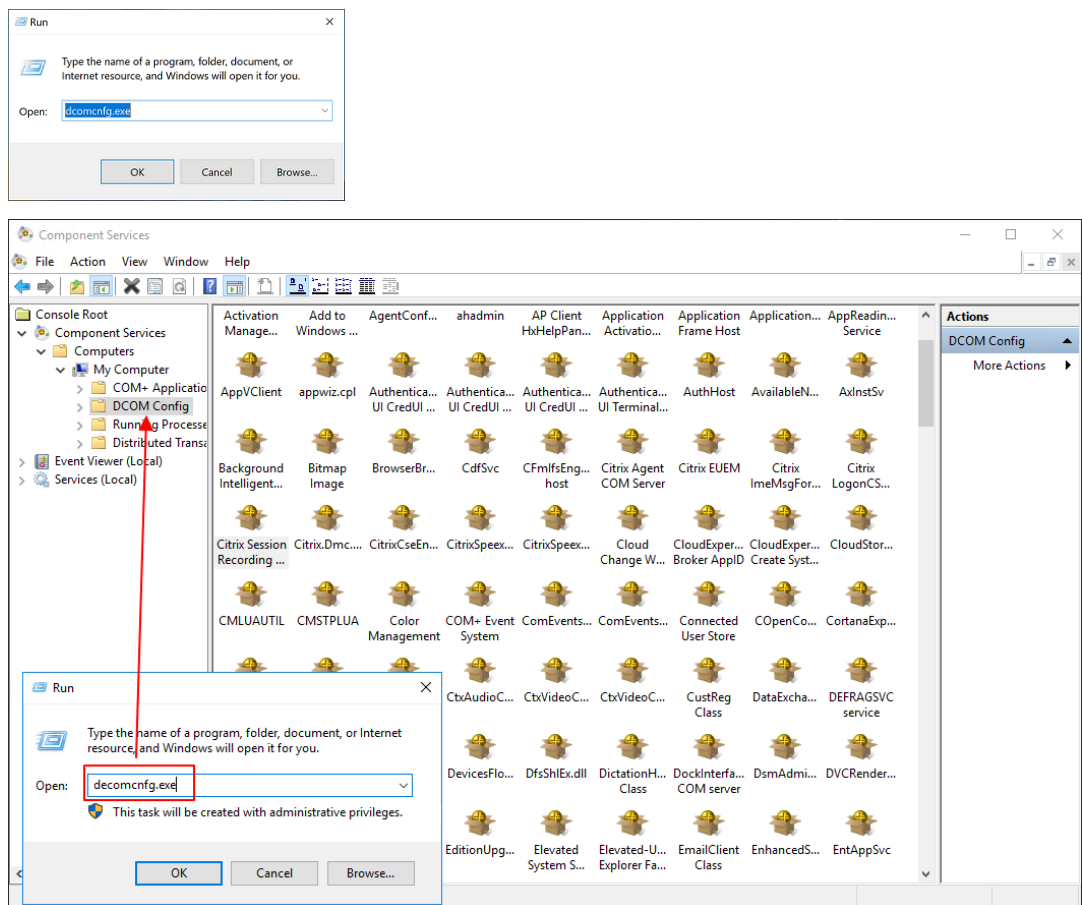 Run
Type the name of a program, folder, document, or
Internet resource, and Windows will open it for you.
Open: dcomcnfg.exe
OK Cancel Browse...
Component Services
File Action View Window Help
Console Root
Component Services
Computers
My Computer
COM+ Applicatio
DCOM Config
Running Processe
Distributed Transa
Event Viewer (Local)
Services (Local)
Activation Add to AgentConf... ahadmin AP Client Application Application Application... AppReadin...
Manage... Windows ... HxHelpPan... Activatio... Frame Host Service
AppVClient appwiz.cpl Authentica... Authentica... Authentica... Authentica... AuthHost AvailableN... AxInstSv
UI CredUI ... UI CredUI ... UI CredUI ... UI Terminal...
Background Bitmap BrowserBr... CdfSvc CFmIfsEng... Citrix Agent Citrix EUEM Citrix Citrix
Intelligent... Image host COM Server ImeMsgFor... LogonCS...
Citrix Session Citrix.Dmc.... CitrixCseEn... CitrixSpeex... CitrixSpeex... Cloud CloudExper... CloudExper... CloudStor...
Recording ... Change W... Broker AppID Create Syst...
CMLUAUTIL CMSTPLUA Color COM+ Event ComEvents... ComEvents... Connected COpenCo... CortanaExp...
Management System User Store
CtxAudioC... CtxVideoC... CtxVideoC... CustReg DataExcha... DEFRAGSVC
Class service
DevicesFlo... DfsShlEx.dll DictationH... DockInterfa... DsmAdmi... DVCRender...
Class COM server
EditionUpg... Elevated Elevated-U... EmailClient EnhancedS... EntAppSvc
System S... Explorer Fa... Class
Actions
DCOM Config
More Actions
Run
Type the name of a program, folder, document, or Internet
resource, and Windows will open it for you.
Open: decomcnfg.exe
This task will be created with administrative privileges.
OK Cancel Browse...